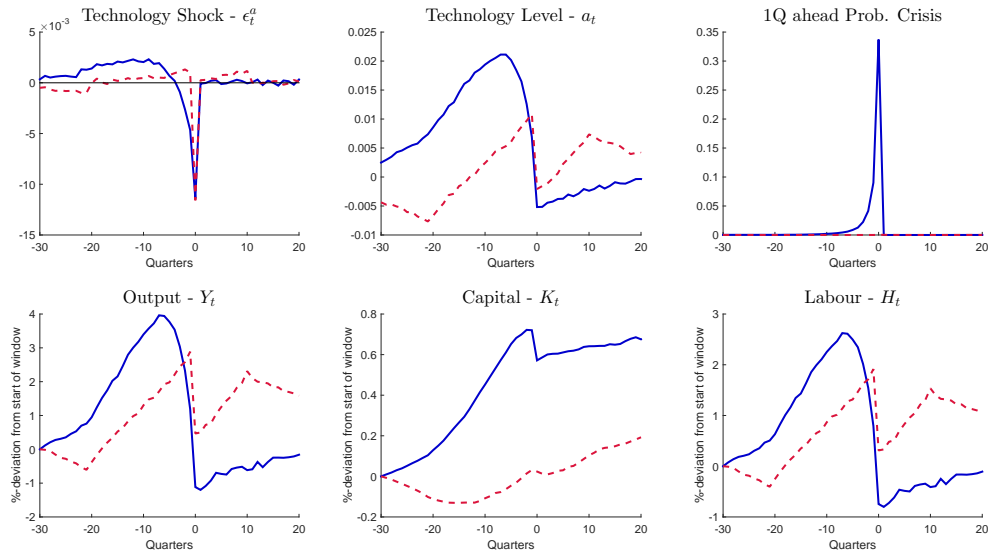 Technology Shock - ϵ_t^a
5 ×10^-3
0
-5
-10
-15
-30 -20 -10 0 10 20
Quarters
Technology Level - a_t
0.025
0.02
0.015
0.01
0.005
0
-0.005
-0.01
-30 -20 -10 0 10 20
Quarters
1Q ahead Prob. Crisis
0.35
0.3
0.25
0.2
0.15
0.1
0.05
0
-30 -20 -10 0 10 20
Quarters
Output - Y_t
%-deviation from start of window
4
3
2
1
0
-1
-2
-30 -20 -10 0 10 20
Quarters
Capital - K_t
%-deviation from start of window
0.8
0.6
0.4
0.2
0
-0.2
-30 -20 -10 0 10 20
Quarters
Labour - H_t
%-deviation from start of window
3
2
1
0
-1
-30 -20 -10 0 10 20
Quarters